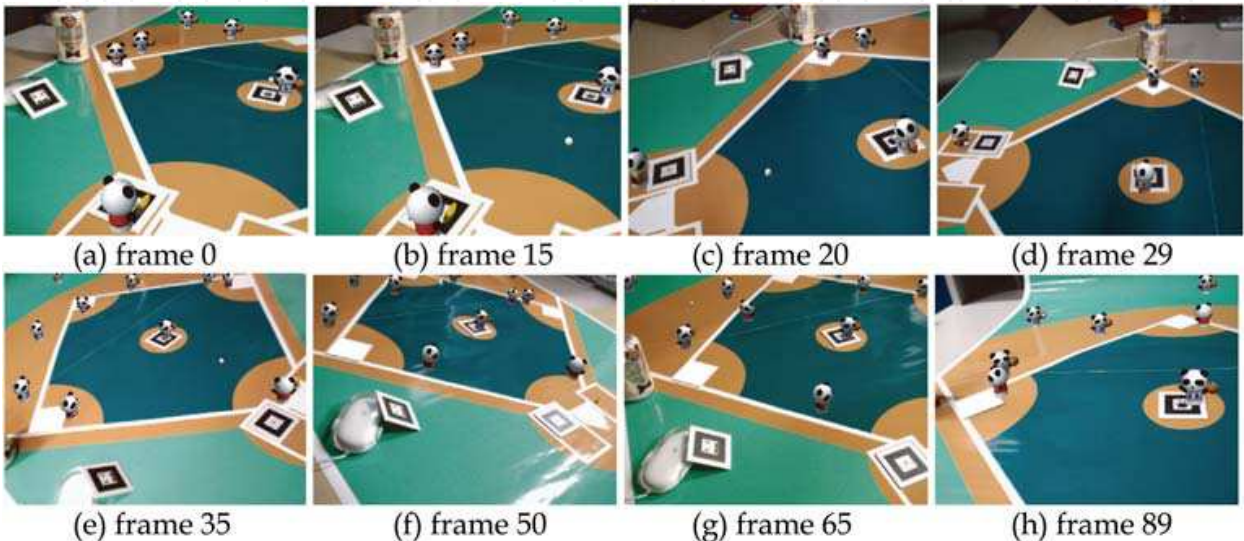 (a) frame 0
(b) frame 15
(c) frame 20
(d) frame 29
(e) frame 35
(f) frame 50
(g) frame 65
(h) frame 89